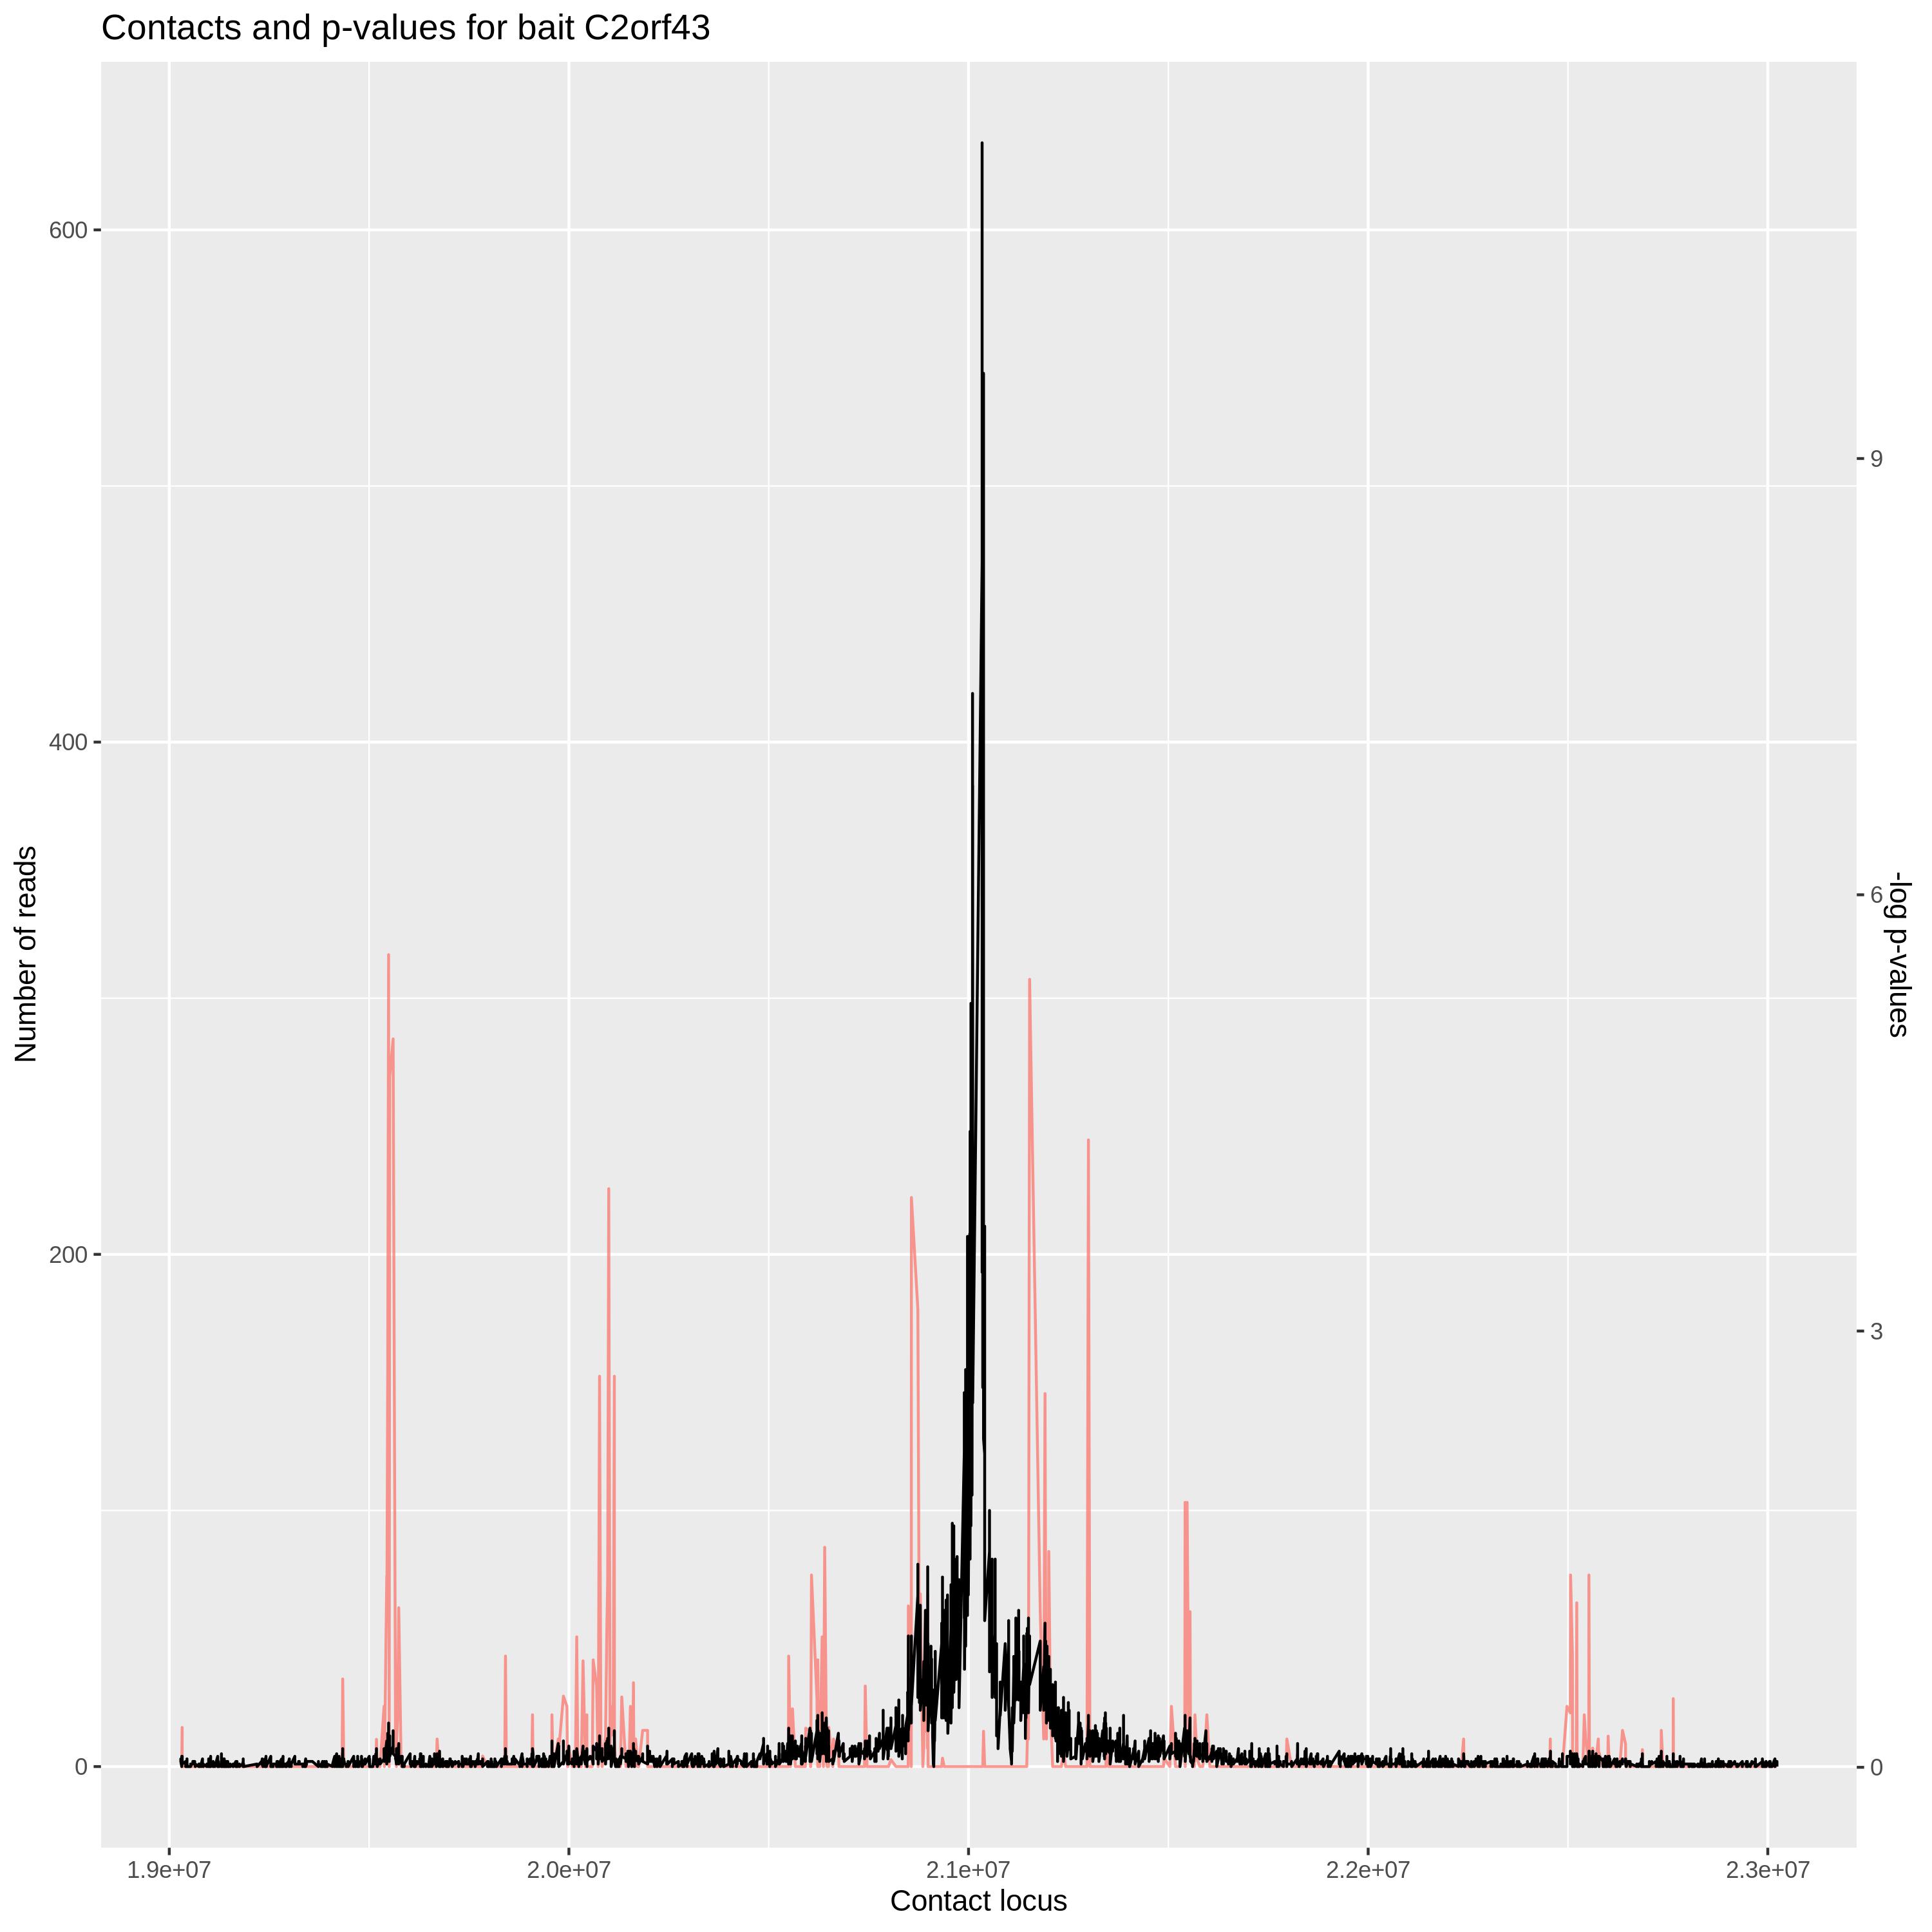 Contacts and p-values for bait C2orf43
600
400
200
0
Number of reads
9
6
3
0
-log p-values
1.9e+07 2.0e+07 2.1e+07 2.2e+07 2.3e+07
Contact locus